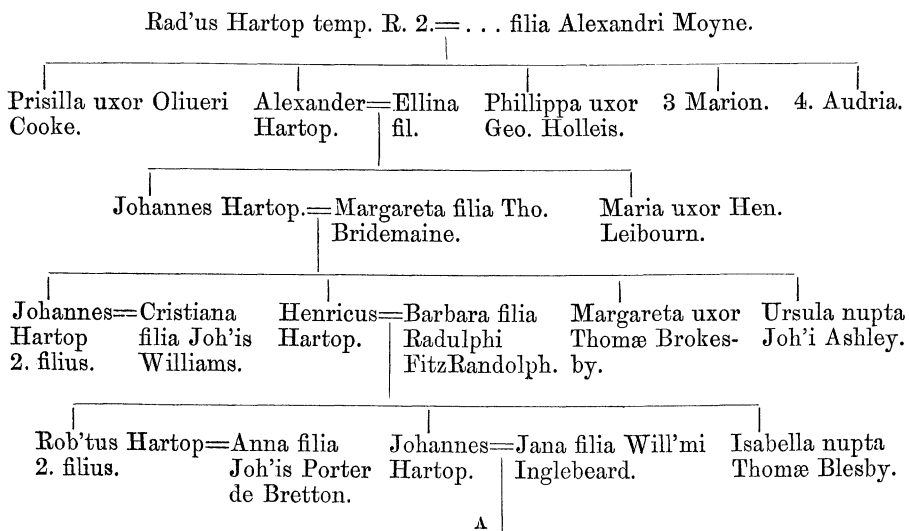 Rad'us Hartop temp. R. 2.=... filia Alexandri Moyne.
Prisilla uxor Oliueri
Cooke.
Alexander=Ellina
Hartop. fil.
Phillippa uxor
Geo. Holleis.
3 Marion.
4. Audria.
Johannes Hartop.=Margareta filia Tho.
Bridemaine.
Maria uxor Hen.
Leibourn.
Johannes=Cristiana
Hartop filia Joh'is
2. filius. Williams.
Henricus=Barbara filia
Hartop. Radulphi
FitzRandolph.
Margareta uxor
Thomæ Brokes-
by.
Ursula nupta
Joh'i Ashley.
Rob'tus Hartop=Anna filia
2. filius. Joh'is Porter
de Bretton.
Johannes=Jana filia Will'mi
Hartop. Inglebeard.
Isabella nupta
Thomæ Blesby.
A